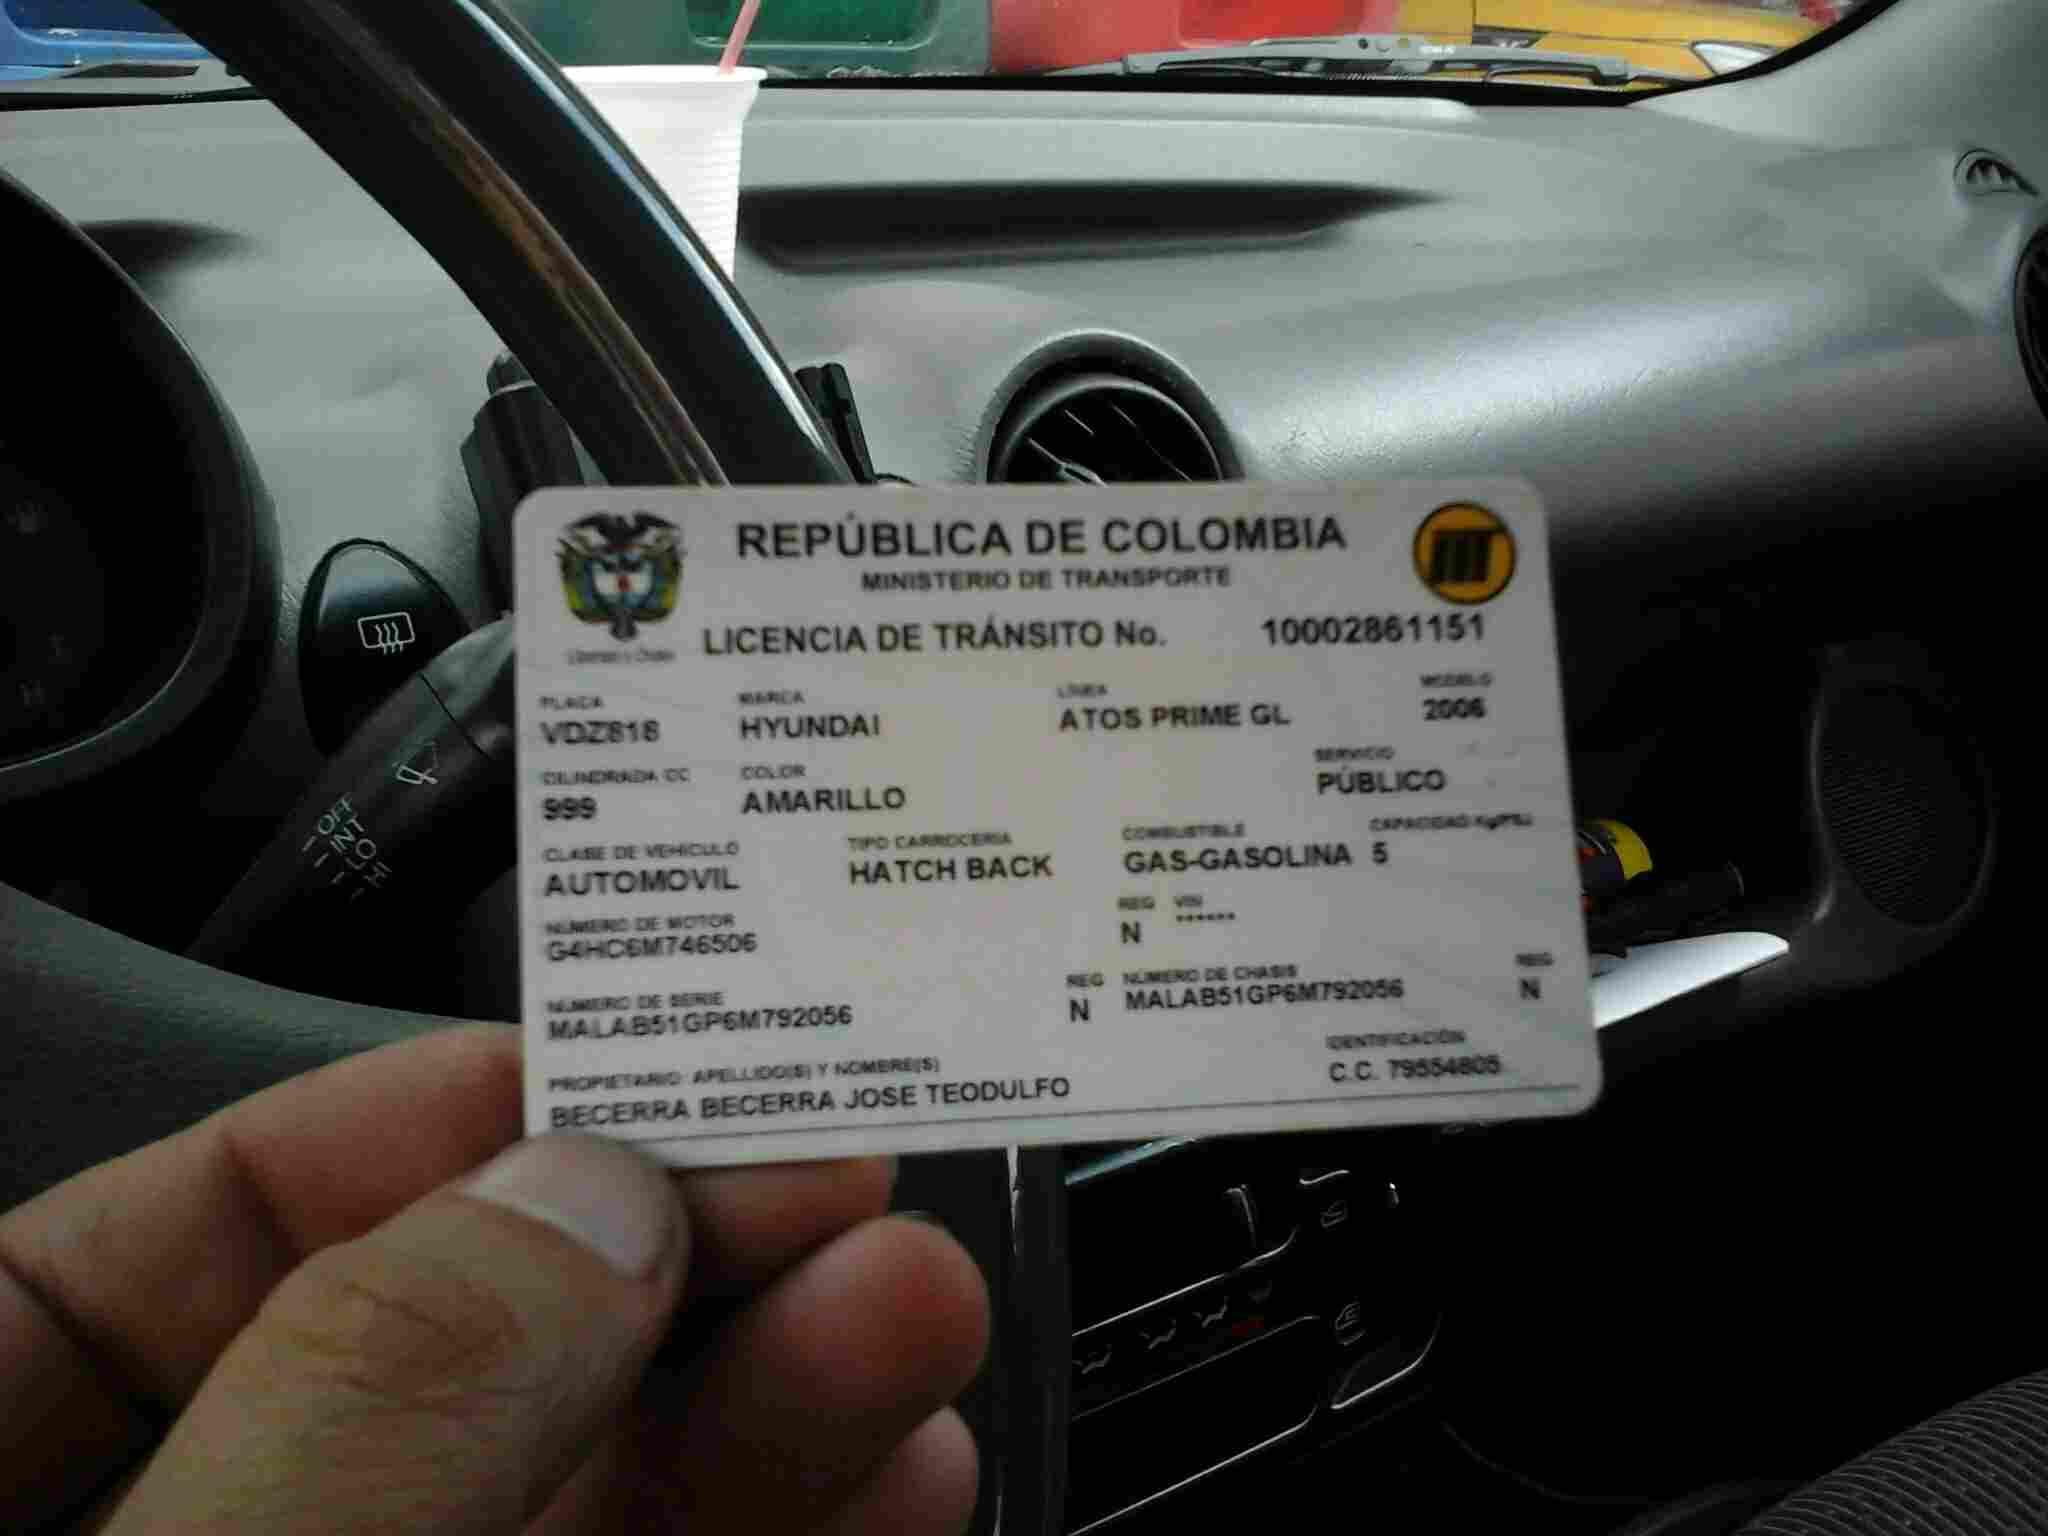 REPÚBLICA DE COLOMBIA
MINISTERIO DE TRANSPORTE
LICENCIA DE TRÁNSITO No. 10002861151
PLACA MARCA LÍNEA MODELO
VDZ818 HYUNDAI ATOS PRIME GL 2006
CILINDRADA CC COLOR SERVICIO
999 AMARILLO PÚBLICO
CLASE DE VEHÍCULO TIPO CARROCERIA COMBUSTIBLE CAPACIDAD Kg/PSJ
AUTOMOVIL HATCH BACK GAS-GASOLINA 5
NÚMERO DE MOTOR REG VIN
G4HC6M746506 N ******
NÚMERO DE SERIE REG NÚMERO DE CHASIS REG
MALAB51GP6M792056 N MALAB51GP6M792056 N
PROPIETARIO: APELLIDO(S) Y NOMBRE(S) IDENTIFICACIÓN
BECERRA BECERRA JOSE TEODULFO C.C. 79554805
OFF
INT
LO
HI
H